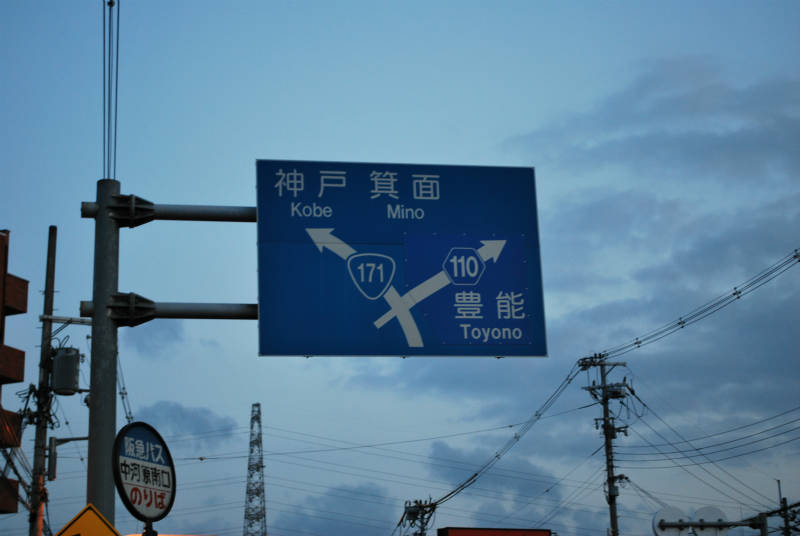 神戸 箕面
Kobe Mino
171
110
豊能
Toyono
阪急バス
中河原南口
のりば